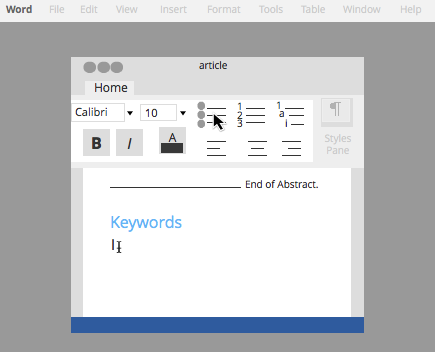 Word File Edit View Insert Format Tools Table Window Help
article
Home
Calibri 10
1
2
3
1
a
i
¶
B I A
Styles
Pane
End of Abstract.
Keywords